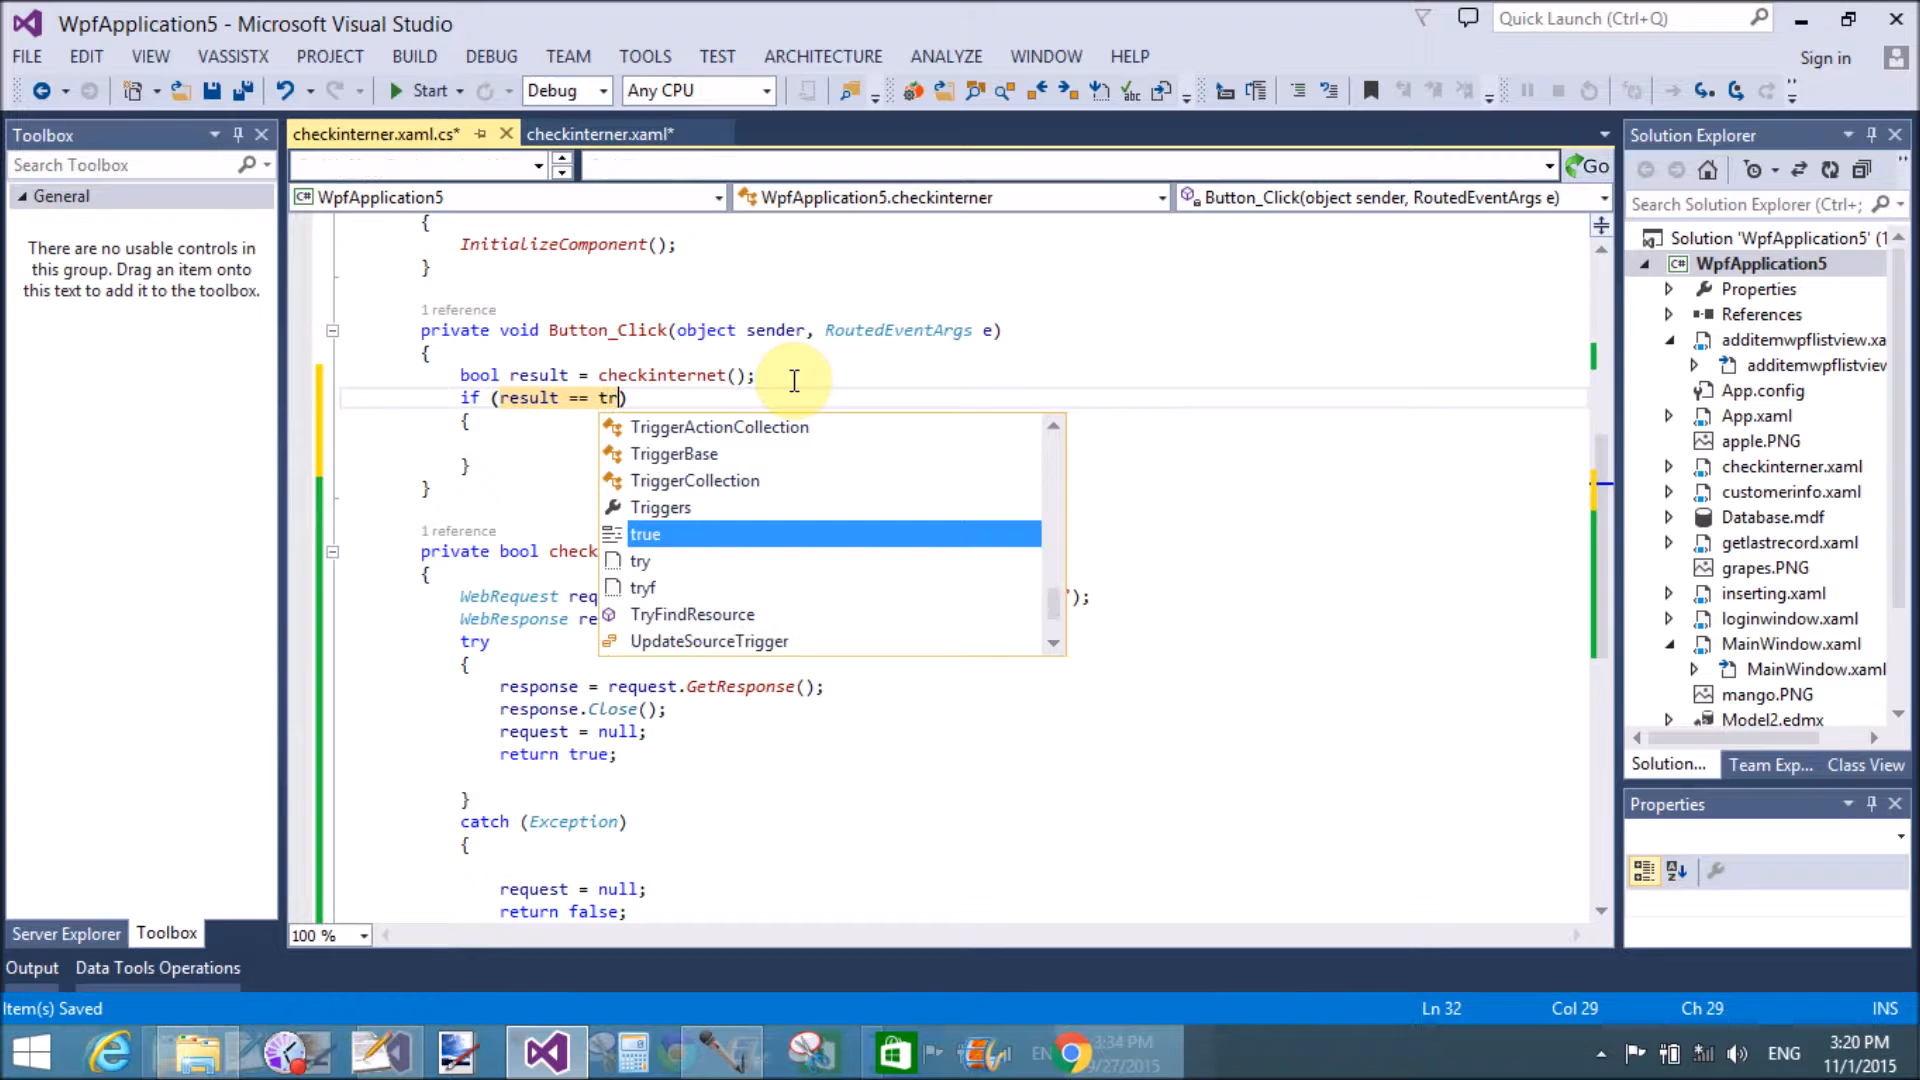 WpfApplication5 - Microsoft Visual Studio
Quick Launch (Ctrl+Q)
FILE EDIT VIEW VASSISTX PROJECT BUILD DEBUG TEAM TOOLS TEST ARCHITECTURE ANALYZE WINDOW HELP
Sign in
Start Debug Any CPU
Toolbox
checkinterner.xaml.cs* checkinterner.xaml*
Solution Explorer
Search Toolbox
Go
General
WpfApplication5 WpfApplication5.checkinterner Button_Click(object sender, RoutedEventArgs e)
Search Solution Explorer (Ctrl+;
There are no usable controls in
this group. Drag an item onto
this text to add it to the toolbox.
{
InitializeComponent();
}
1 reference
private void Button_Click(object sender, RoutedEventArgs e)
{
bool result = checkinternet();
if (result == tr)
{
}
}
1 reference
private bool check
{
WebRequest req ");
WebResponse re
try
{
response = request.GetResponse();
response.Close();
request = null;
return true;
}
catch (Exception)
{
request = null;
return false;
TriggerActionCollection
TriggerBase
TriggerCollection
Triggers
true
try
tryf
TryFindResource
UpdateSourceTrigger
Solution 'WpfApplication5' (1
WpfApplication5
Properties
References
additemwpflistview.xa
additemwpflistview
App.config
App.xaml
apple.PNG
checkinterner.xaml
customerinfo.xaml
Database.mdf
getlastrecord.xaml
grapes.PNG
inserting.xaml
loginwindow.xaml
MainWindow.xaml
MainWindow.xaml
mango.PNG
Model2.edmx
Solution... Team Exp... Class View
Properties
Server Explorer Toolbox
100 %
Output Data Tools Operations
Item(s) Saved
Ln 32 Col 29 Ch 29 INS
EN
3:34 PM
9/27/2015
ENG
3:20 PM
11/1/2015